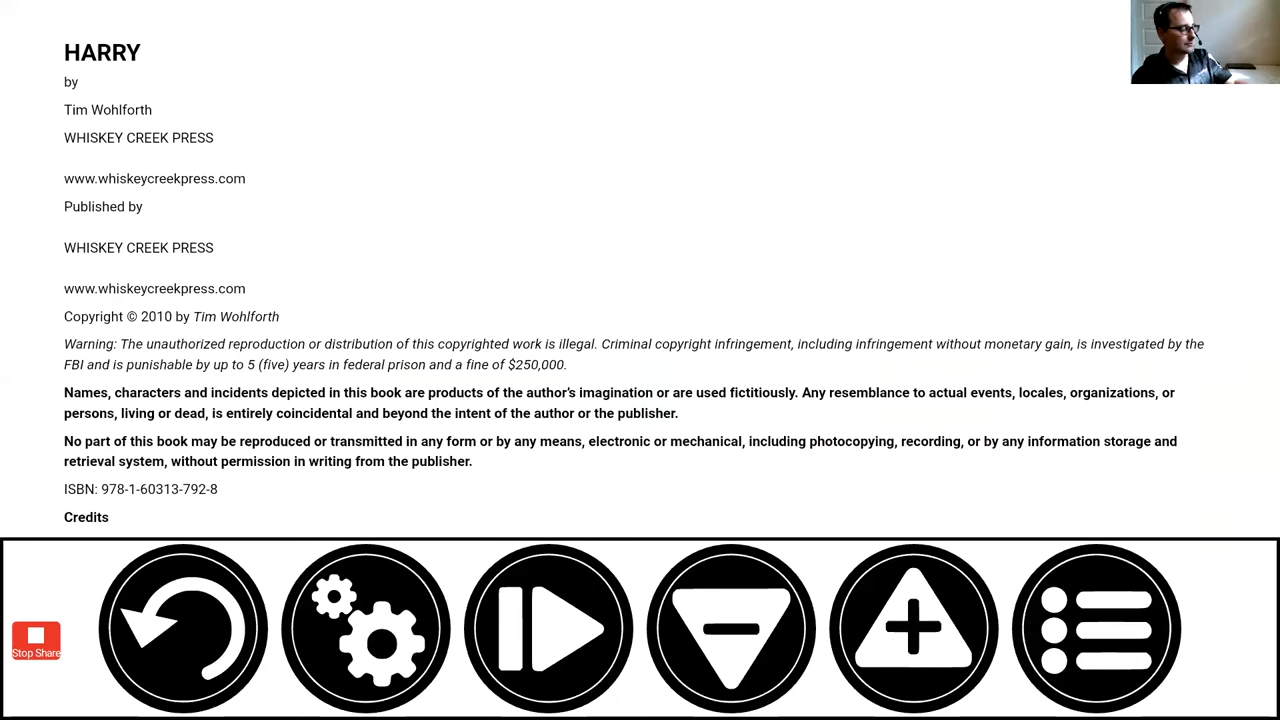 HARRY
by
Tim Wohlforth
WHISKEY CREEK PRESS
www.whiskeycreekpress.com
Published by
WHISKEY CREEK PRESS
www.whiskeycreekpress.com
Copyright © 2010 by Tim Wohlforth
Warning: The unauthorized reproduction or distribution of this copyrighted work is illegal. Criminal copyright infringement, including infringement without monetary gain, is investigated by the
FBI and is punishable by up to 5 (five) years in federal prison and a fine of $250,000.
Names, characters and incidents depicted in this book are products of the author’s imagination or are used fictitiously. Any resemblance to actual events, locales, organizations, or
persons, living or dead, is entirely coincidental and beyond the intent of the author or the publisher.
No part of this book may be reproduced or transmitted in any form or by any means, electronic or mechanical, including photocopying, recording, or by any information storage and
retrieval system, without permission in writing from the publisher.
ISBN: 978-1-60313-792-8
Credits
Stop Share